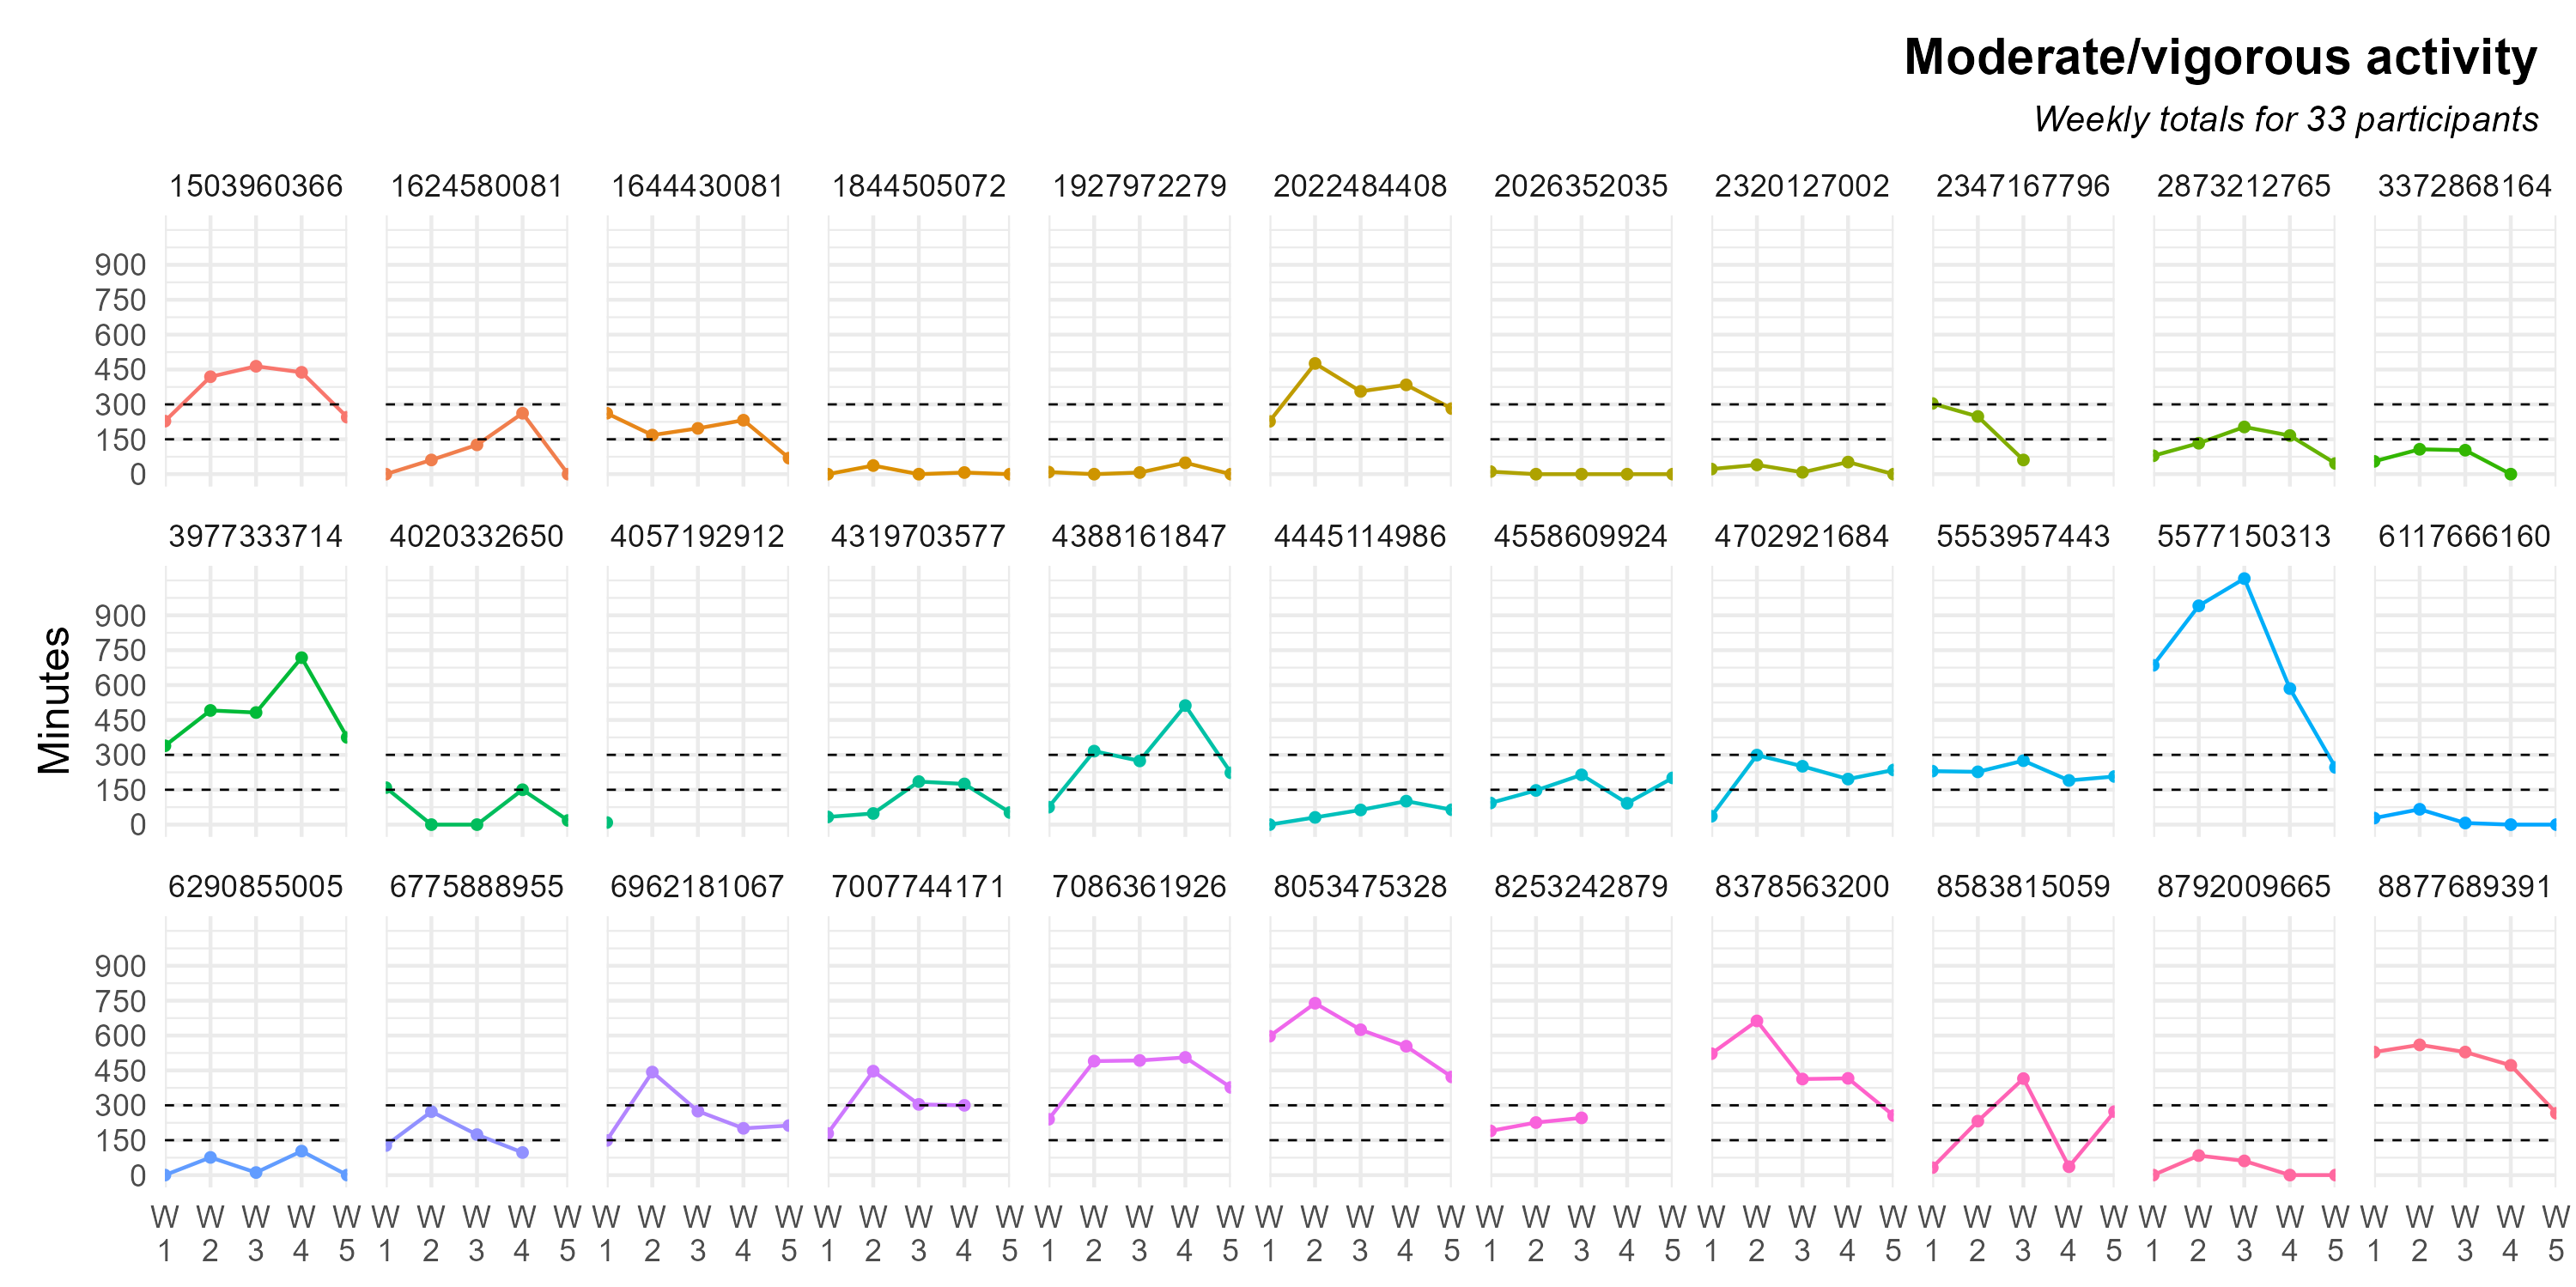 Moderate/vigorous activity
Weekly totals for 33 participants
1503960366 1624580081 1644430081 1844505072 1927972279 2022484408 2026352035 2320127002 2347167796 2873212765 3372868164
900
750
600
450
300
150
0
3977333714 4020332650 4057192912 4319703577 4388161847 4445114986 4558609924 4702921684 5553957443 5577150313 6117666160
Minutes
900
750
600
450
300
150
0
6290855005 6775888955 6962181067 7007744171 7086361926 8053475328 8253242879 8378563200 8583815059 8792009665 8877689391
900
750
600
450
300
150
0
W W W W W W W W W W W W W W W W W W W W W W W W W W W W W W W W W W W W W W W W W W W W W W W W W W W W W W W
1 2 3 4 5 1 2 3 4 5 1 2 3 4 5 1 2 3 4 5 1 2 3 4 5 1 2 3 4 5 1 2 3 4 5 1 2 3 4 5 1 2 3 4 5 1 2 3 4 5 1 2 3 4 5